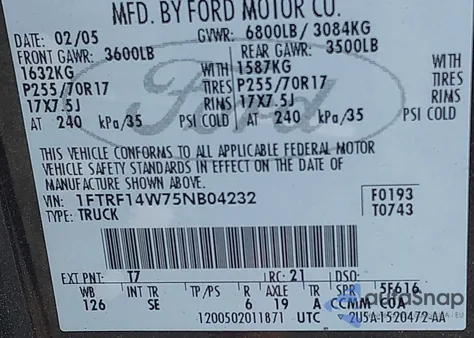 MFD. BY FORD MOTOR CO.
DATE: 02/05 GVWR: 6800LB/ 3084KG
FRONT GAWR: 3600LB REAR GAWR: 3500LB
1632KG WITH 1587KG WITH
P255/70R17 TIRES P255/70R17 TIRES
17X7.5J RIMS 17X7.5J RIMS
AT 240 kPa/35 PSI COLD AT 240 kPa/35 PSI COLD
Ford
THIS VEHICLE CONFORMS TO ALL APPLICABLE FEDERAL MOTOR
VEHICLE SAFETY STANDARDS IN EFFECT ON THE DATE OF
MANUFACTURE SHOWN ABOVE.
VIN: 1FTRF14W75NB04232 F0193
TYPE: TRUCK T0743
EXT PNT: T7 RC: 21 DSO:
WB INT TR TP/PS R AXLE TR SPR 5F616
126 SE 6 19 A CCMM COA
1200502011871 UTC 2U5A-1520472-AA